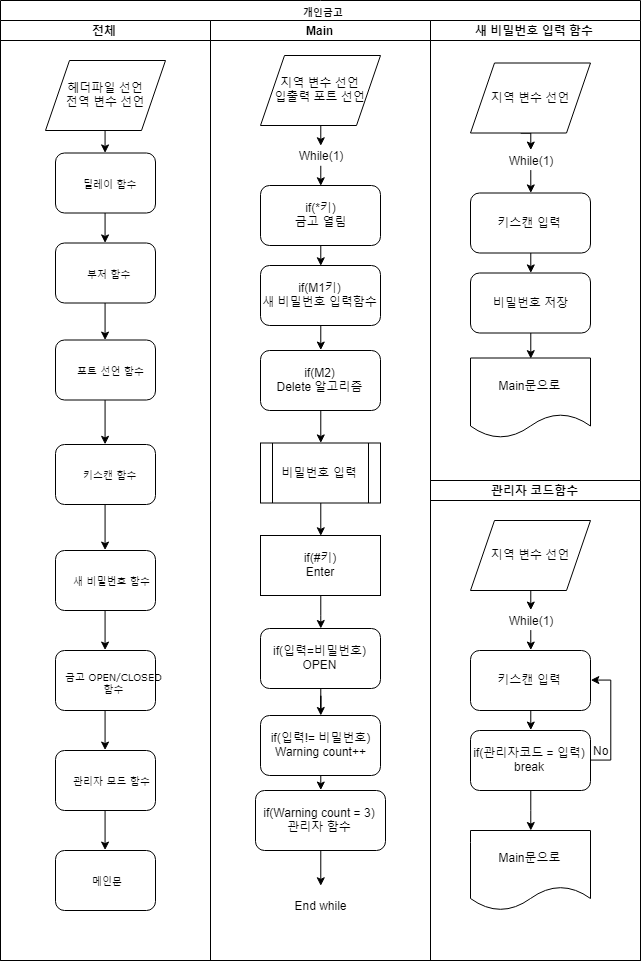 개인금고
전체
헤더파일 선언
전역 변수 선언
딜레이 함수
부저 함수
포트 선언 함수
키스캔 함수
새 비밀번호 함수
금고 OPEN/CLOSED
함수
관리자 모드 함수
메인문
Main
지역 변수 선언
입출력 포트 선언
While(1)
if(*키)
금고 열림
if(M1키)
새 비밀번호 입력함수
if(M2)
Delete 알고리즘
비밀번호 입력
if(#키)
Enter
if(입력=비밀번호)
OPEN
if(입력!= 비밀번호)
Warning count++
if(Warning count = 3)
관리자 함수
End while
새 비밀번호 입력 함수
지역 변수 선언
While(1)
키스캔 입력
비밀번호 저장
Main문으로
관리자 코드함수
지역 변수 선언
While(1)
키스캔 입력
if(관리자코드 = 입력)
break
No
Main문으로